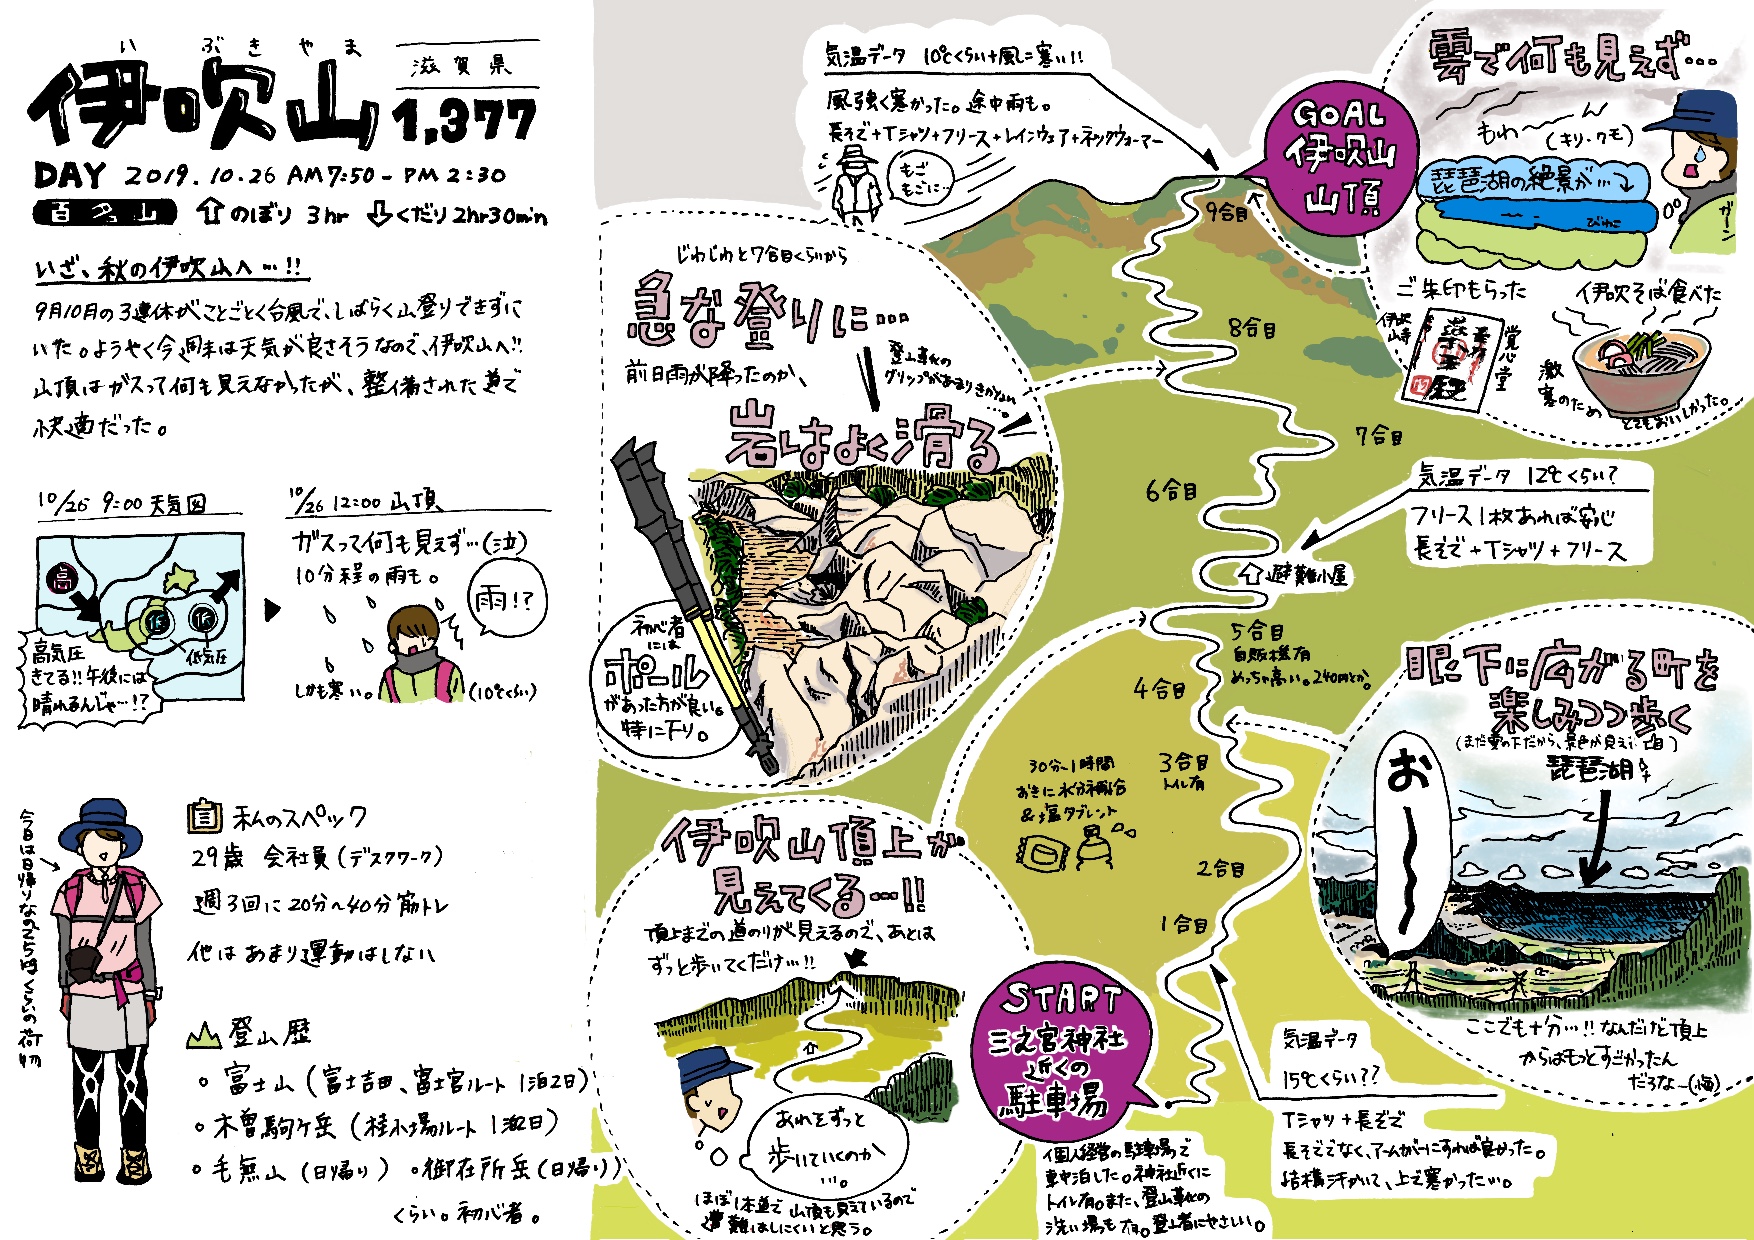 いぶきやま
伊吹山
滋賀県
1,377
DAY 2019.10.26 AM7:50-PM2:30
百名山
のぼり 3hr
くだり 2hr30min
いざ、秋の伊吹山へ…!!
9月10月の3連休がことごとく台風で、しばらく山登りできずに
いた。ようやく今週末は天気が良さそうなので、伊吹山へ!!
山頂はガスって何も見えなかったが、整備された道で
快適だった。
10/26 9:00 天気図
高
低
低
低気圧
高気圧
きてる!!午後には
晴れるんじゃ…!?
10/26 12:00 山頂
ガスって何も見えず…(泣)
10分程の雨も。
雨!?
しかも寒い。
(10℃くらい)
今日は日帰りなので5kgくらいの荷物
私のスペック
29歳 会社員(デスクワーク)
週3回に20分〜40分筋トレ
他はあまり運動はしない
登山歴
富士山(富士吉田、富士宮ルート 1泊2日)
木曽駒ケ岳(桂小場ルート 1泊2日)
毛無山(日帰り)
御在所岳(日帰り)
くらい。初心者。
気温データ 10℃くらい+風に寒い!!
風強く寒かった。途中雨も。
長そで+Tシャツ+フリース+レインウェア+ネックウォーマー
もご
もごに…
GOAL
伊吹山
山頂
雲で何も見えず…
もわ〜〜
(キリ・クモ)
琵琶湖の絶景が…
びわこ
ガーン
ご朱印もらった
伊吹山寺
覚心堂
伊吹そば食べた
激寒のため
とてもおいしかった。
じわじわと7合目くらいから
急な登りに…
前日雨が降ったのか、
登山靴の
グリップがあまりきかない…。
岩はよく滑る
初心者
には
ポール
があった方が良い。
特に下り。
9合目
8合目
7合目
6合目
気温データ 12℃くらい?
フリース1枚あれば安心
長そで+Tシャツ+フリース
避難小屋
5合目
自販機有
めっちゃ高い。240円とか。
4合目
3合目
トイレ有
30分〜1時間
おきに水分補給
&塩タブレット
2合目
1合目
眼下に広がる町を
楽しみつつ歩く
(まだ雲の下だから、景色が見えている)
琵琶湖
お〜〜
ここでも十分…!!なんだけど頂上
からはもっとすごかったん
だろな〜(悔)
伊吹山頂上が
見えてくる…!!
頂上までの道のりが見えるので、あとは
ずっと歩いてくだけ…!!
あれをずっと
歩いていくのか
…。
ほぼ1本道で山頂も見えているので
遭難はしにくいと思う。
START
三之宮神社
近くの
駐車場
個人経営の駐車場で
車中泊した。神社近くに
トイレ有。また、登山靴の
洗い場も有。登山者にやさしい。
気温データ
15℃くらい??
Tシャツ+長そで
長そででなく、アームカバーにすれば良かった。
結構汗かいて、上で寒かった…。